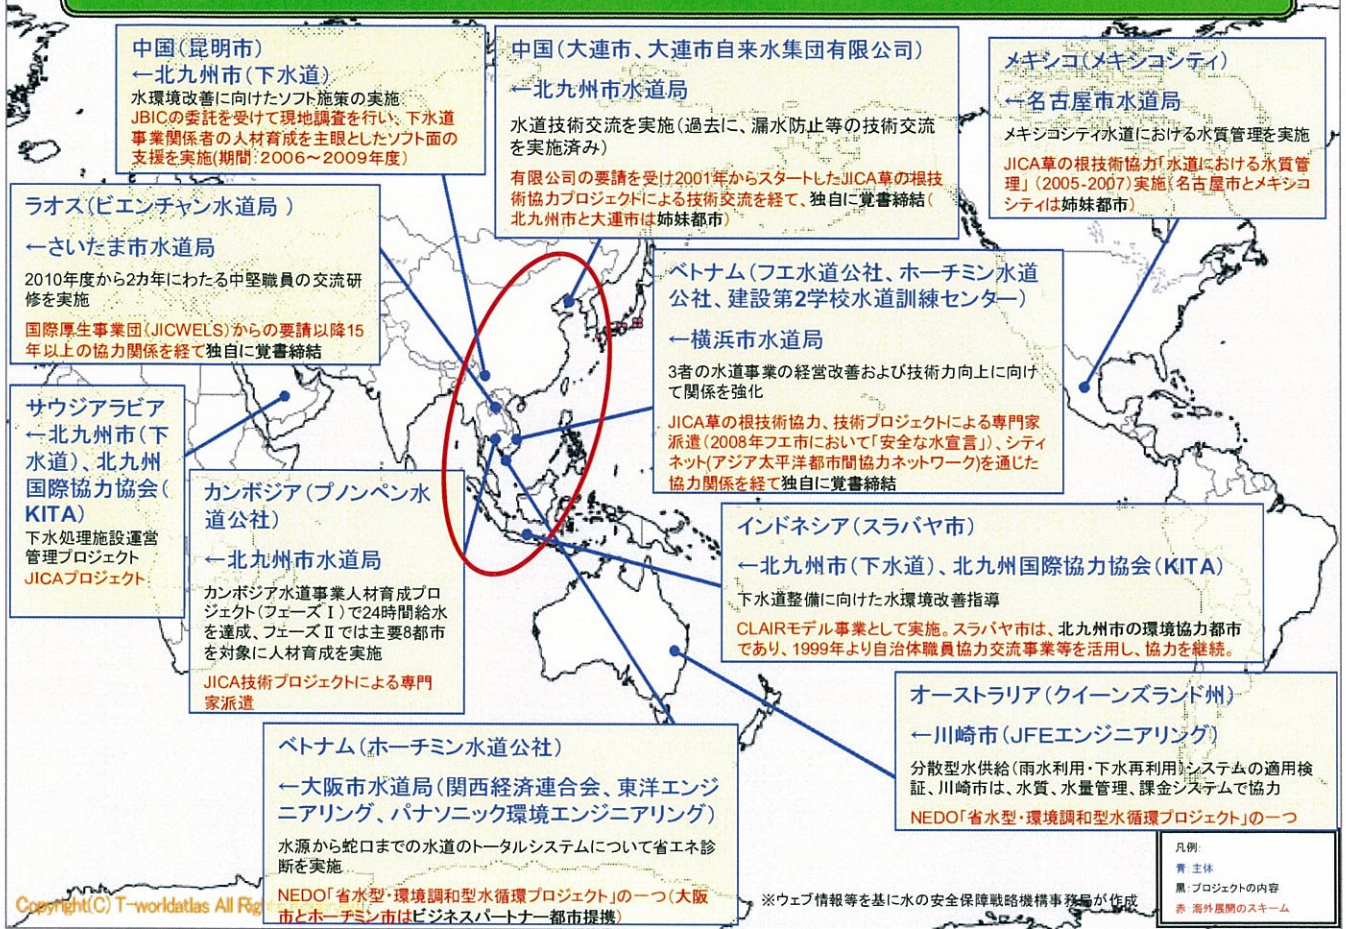 中国(昆明市)
←北九州市(下水道)
水環境改善に向けたソフト施策の実施
JBICの委託を受けて現地調査を行い、下水道
事業関係者の人材育成を主眼としたソフト面の
支援を実施(期間:2006～2009年度)
中国(大連市、大連市自来水集団有限公司)
←北九州市水道局
水道技術交流を実施(過去に、漏水防止等の技術交流
を実施済み)
有限公司の要請を受け2001年からスタートしたJICA草の根技
術協力プロジェクトによる技術交流を経て、独自に覚書締結(
北九州市と大連市は姉妹都市)
メキシコ(メキシコシティ)
←名古屋市水道局
メキシコシティ水道における水質管理を実施
JICA草の根技術協力「水道における水質管
理」(2005-2007)実施(名古屋市とメキシコ
シティは姉妹都市)
ラオス(ビエンチャン水道局 )
←さいたま市水道局
2010年度から2カ年にわたる中堅職員の交流研
修を実施
国際厚生事業団(JICWELS)からの要請以降15
年以上の協力関係を経て独自に覚書締結
ベトナム(フエ水道公社、ホーチミン水道
公社、建設第2学校水道訓練センター)
←横浜市水道局
3者の水道事業の経営改善および技術力向上に向け
て関係を強化
JICA草の根技術協力、技術プロジェクトによる専門家
派遣(2008年フエ市において「安全な水宣言」)、シティ
ネット(アジア太平洋都市間協力ネットワーク)を通じた
協力関係を経て独自に覚書締結
サウジアラビア
←北九州市(下
水道)、北九州
国際協力協会(
KITA)
下水処理施設運営
管理プロジェクト
JICAプロジェクト
カンボジア(プノンペン水
道公社)
←北九州市水道局
カンボジア水道事業人材育成プロ
ジェクト(フェーズⅠ)で24時間給水
を達成、フェーズⅡでは主要8都市
を対象に人材育成を実施
JICA技術プロジェクトによる専門
家派遣
インドネシア(スラバヤ市)
←北九州市(下水道)、北九州国際協力協会(KITA)
下水道整備に向けた水環境改善指導
CLAIRモデル事業として実施。スラバヤ市は、北九州市の環境協力都市
であり、1999年より自治体職員協力交流事業等を活用し、協力を継続。
オーストラリア(クイーンズランド州)
←川崎市(JFEエンジニアリング)
分散型水供給(雨水利用・下水再利用)システムの適用検
証、川崎市は、水質、水量管理、課金システムで協力
NEDO「省水型・環境調和型水循環プロジェクト」の一つ
ベトナム(ホーチミン水道公社)
←大阪市水道局(関西経済連合会、東洋エンジ
ニアリング、パナソニック環境エンジニアリング)
水源から蛇口までの水道のトータルシステムについて省エネ診
断を実施
NEDO「省水型・環境調和型水循環プロジェクト」の一つ(大阪
市とホーチミン市はビジネスパートナー都市提携)
凡例:
青:主体
黒:プロジェクトの内容
赤:海外展開のスキーム
※ウェブ情報等を基に水の安全保障戦略機構事務局が作成
Copyright(C) T-worldatlas All Rig